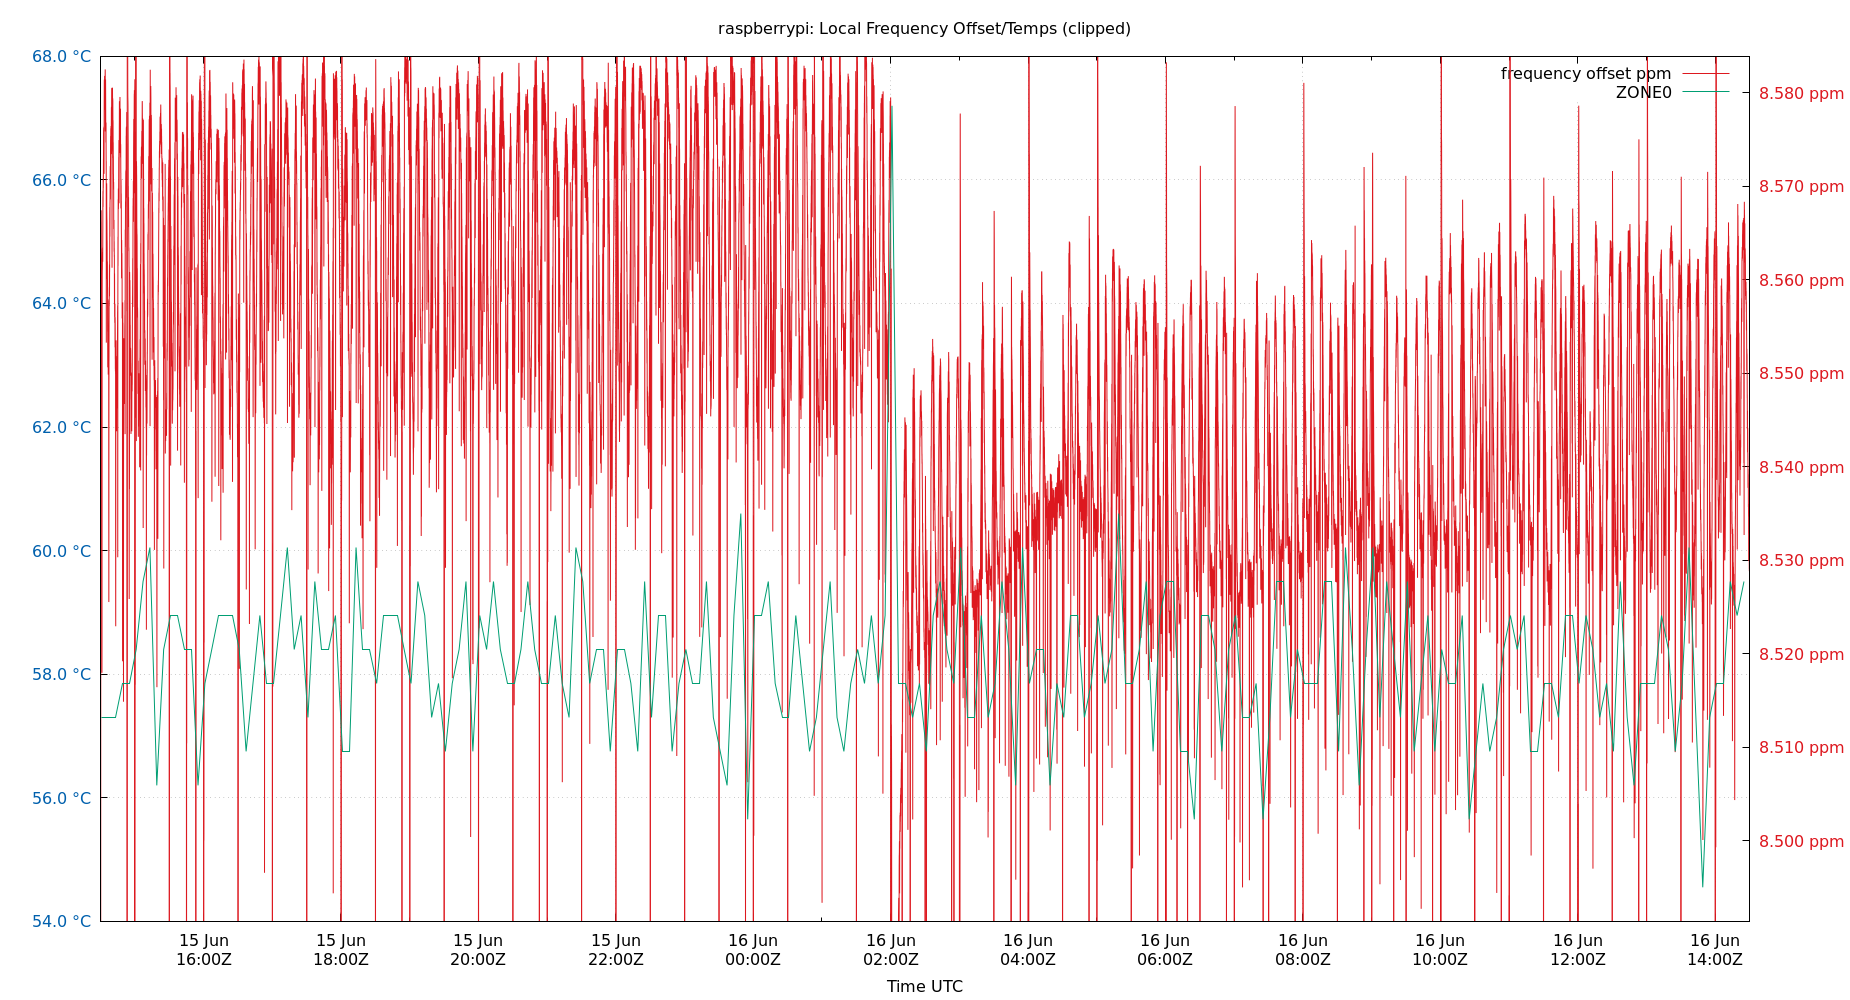 raspberrypi: Local Frequency Offset/Temps (clipped)
frequency offset ppm
ZONE0
68.0 °C
66.0 °C
64.0 °C
62.0 °C
60.0 °C
58.0 °C
56.0 °C
54.0 °C
8.580 ppm
8.570 ppm
8.560 ppm
8.550 ppm
8.540 ppm
8.530 ppm
8.520 ppm
8.510 ppm
8.500 ppm
15 Jun
16:00Z
15 Jun
18:00Z
15 Jun
20:00Z
15 Jun
22:00Z
16 Jun
00:00Z
16 Jun
02:00Z
16 Jun
04:00Z
16 Jun
06:00Z
16 Jun
08:00Z
16 Jun
10:00Z
16 Jun
12:00Z
16 Jun
14:00Z
Time UTC